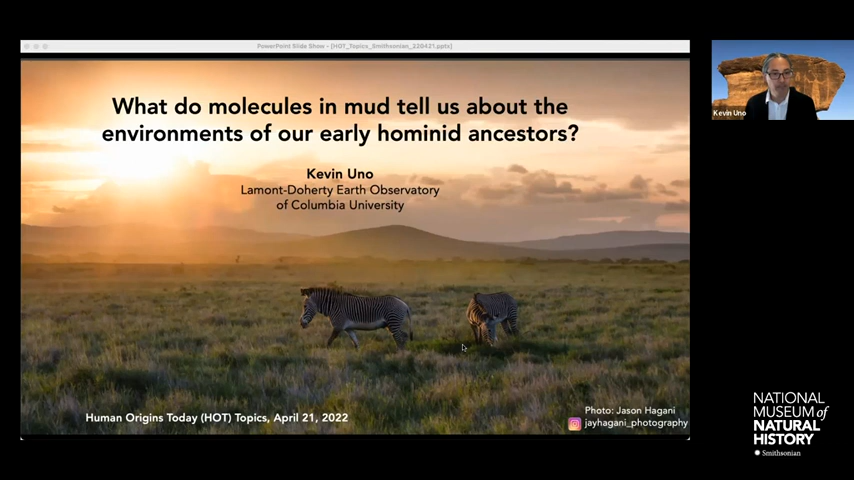 PowerPoint Slide Show - [HOT_Topics_Smithsonian_220421.pptx]
What do molecules in mud tell us about the
environments of our early hominid ancestors?
Kevin Uno
Lamont-Doherty Earth Observatory
of Columbia University
Human Origins Today (HOT) Topics, April 21, 2022
Photo: Jason Hagani
jayhagani_photography
Kevin Uno
NATIONAL
MUSEUM of
NATURAL
HISTORY
Smithsonian